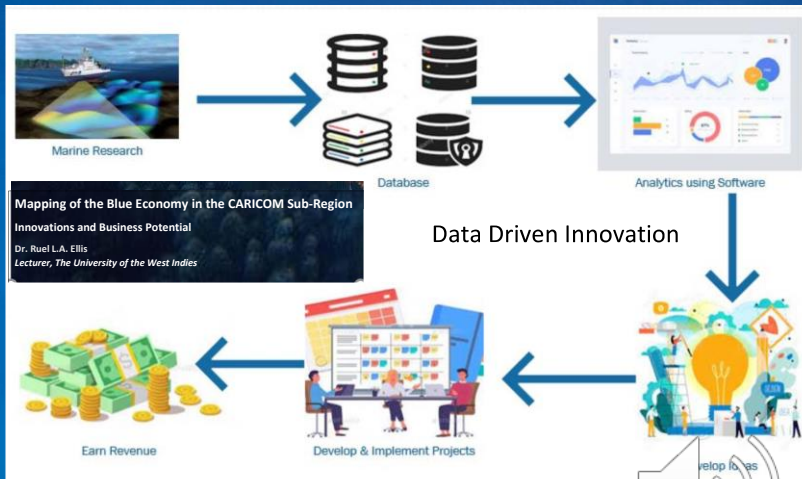 Marine Research
Database
Analytics using Software
Mapping of the Blue Economy in the CARICOM Sub-Region
Innovations and Business Potential
Dr. Ruel L.A. Ellis
Lecturer, The University of the West Indies
Data Driven Innovation
Earn Revenue
Develop & Implement Projects